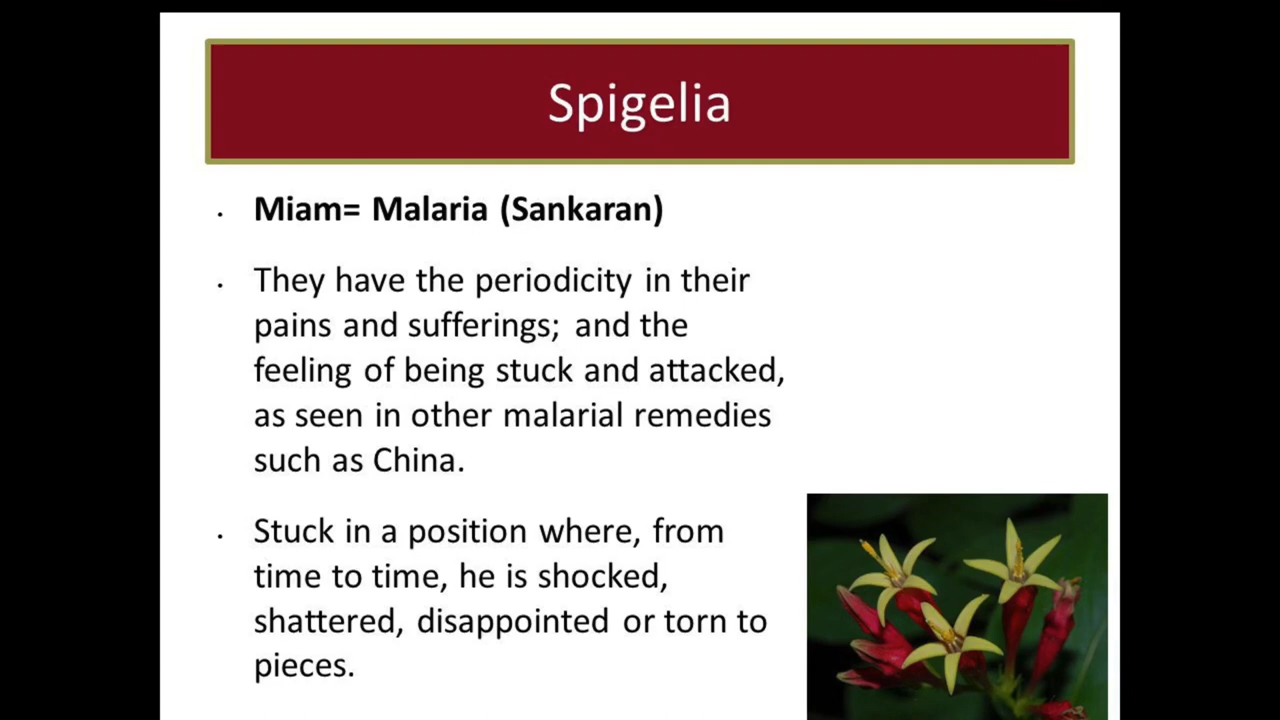 Spigelia
• Miam= Malaria (Sankaran)
• They have the periodicity in their
pains and sufferings; and the
feeling of being stuck and attacked,
as seen in other malarial remedies
such as China.
• Stuck in a position where, from
time to time, he is shocked,
shattered, disappointed or torn to
pieces.